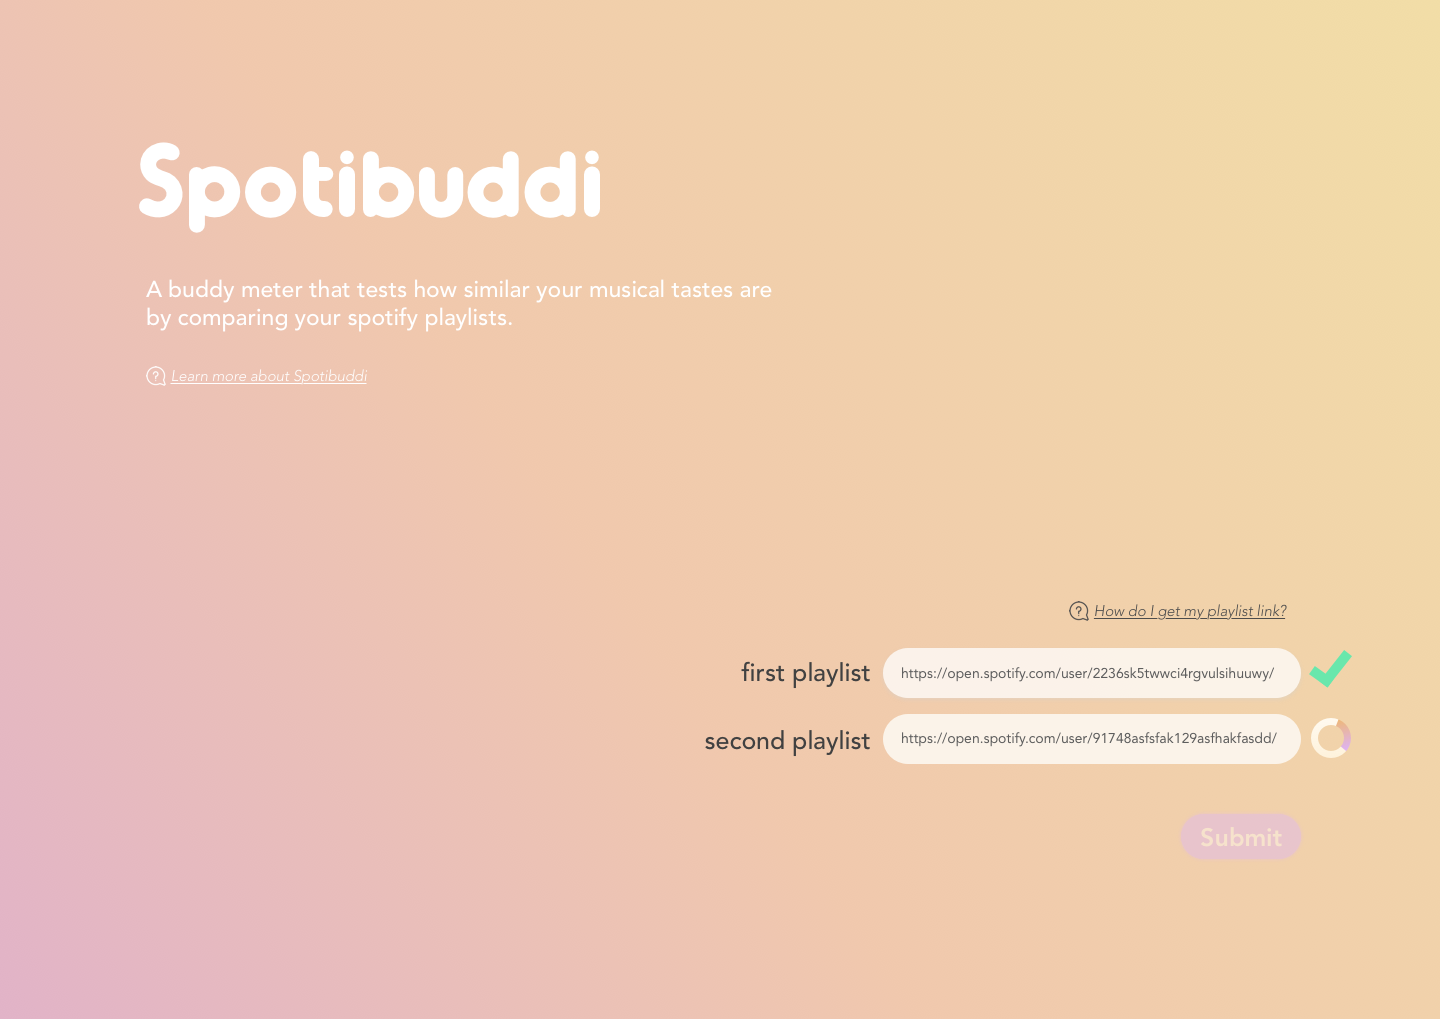 Spotibuddi
A buddy meter that tests how similar your musical tastes are
by comparing your spotify playlists.
Learn more about Spotibuddi
How do I get my playlist link?
first playlist https://open.spotify.com/user/2236sk5twwci4rgvulsihuuwy/
second playlist https://open.spotify.com/user/91748asfsfak129asfhakfasdd/
Submit